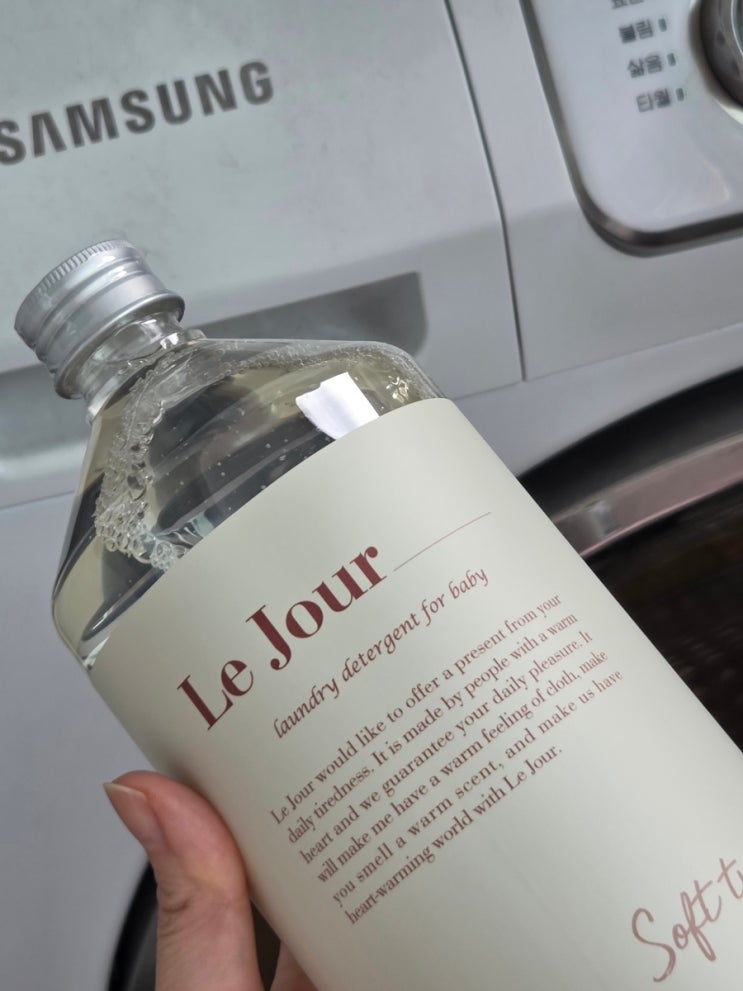 SAMSUNG
불림
삶음
타월
Le Jour
laundry detergent for baby
Le Jour would like to offer a present from your
daily tiredness. It is made by people with a warm
heart and we guarantee your daily pleasure. It
will make me have a warm feeling of cloth, make
you smell a warm scent, and make us have
heart-warming world with Le Jour.
Soft